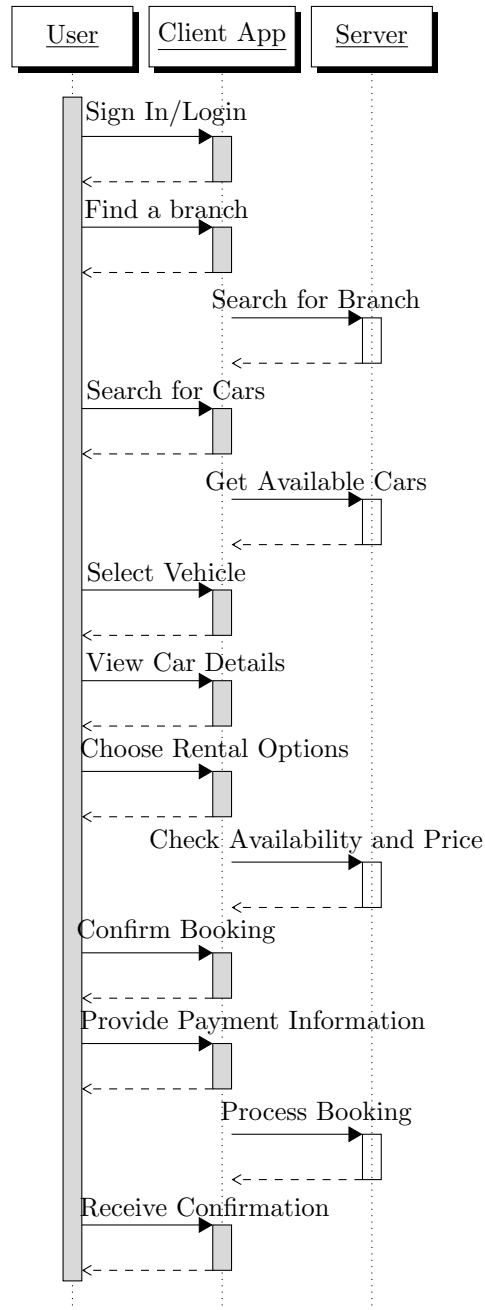 User
Client App
Server
Sign In/Login
Find a branch
Search for Branch
Search for Cars
Get Available Cars
Select Vehicle
View Car Details
Choose Rental Options
Check Availability and Price
Confirm Booking
Provide Payment Information
Process Booking
Receive Confirmation